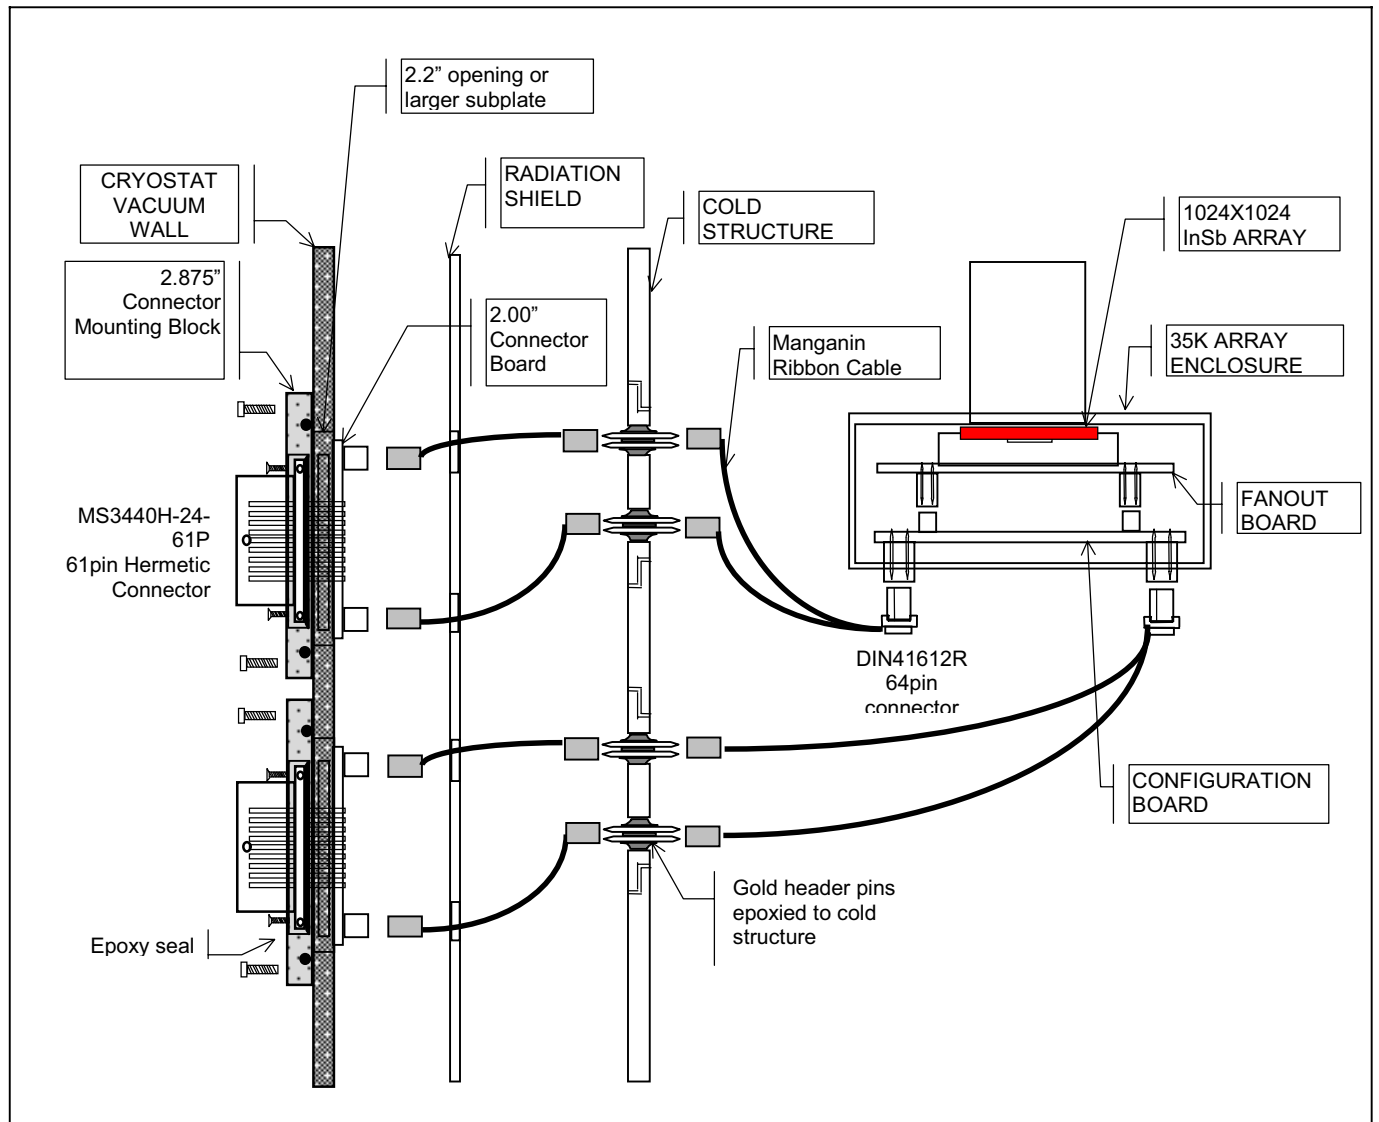 2.2" opening or
larger subplate
CRYOSTAT
VACUUM
WALL
RADIATION
SHIELD
COLD
STRUCTURE
1024X1024
InSb ARRAY
2.875"
Connector
Mounting Block
2.00"
Connector
Board
Manganin
Ribbon Cable
35K ARRAY
ENCLOSURE
MS3440H-24-
61P
61pin Hermetic
Connector
FANOUT
BOARD
DIN41612R
64pin
connector
CONFIGURATION
BOARD
Gold header pins
epoxied to cold
structure
Epoxy seal